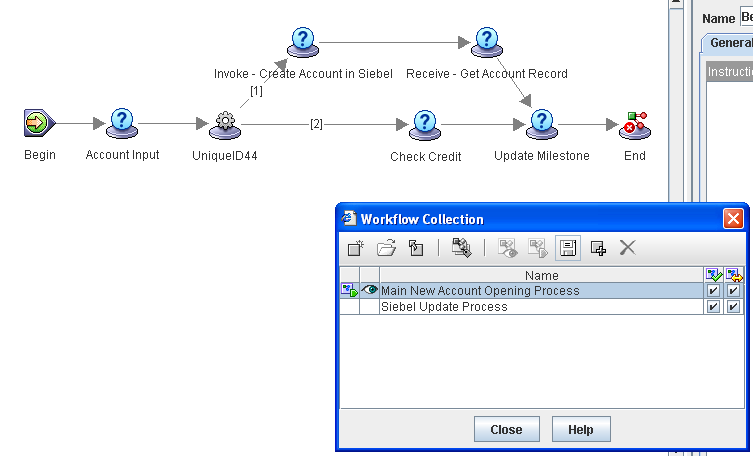 Name Be
General
Instructio
Invoke - Create Account in Siebel
Receive - Get Account Record
[1]
[2]
Begin
Account Input
UniqueID44
Check Credit
Update Milestone
End
Workflow Collection
Name
Main New Account Opening Process
Siebel Update Process
Close
Help